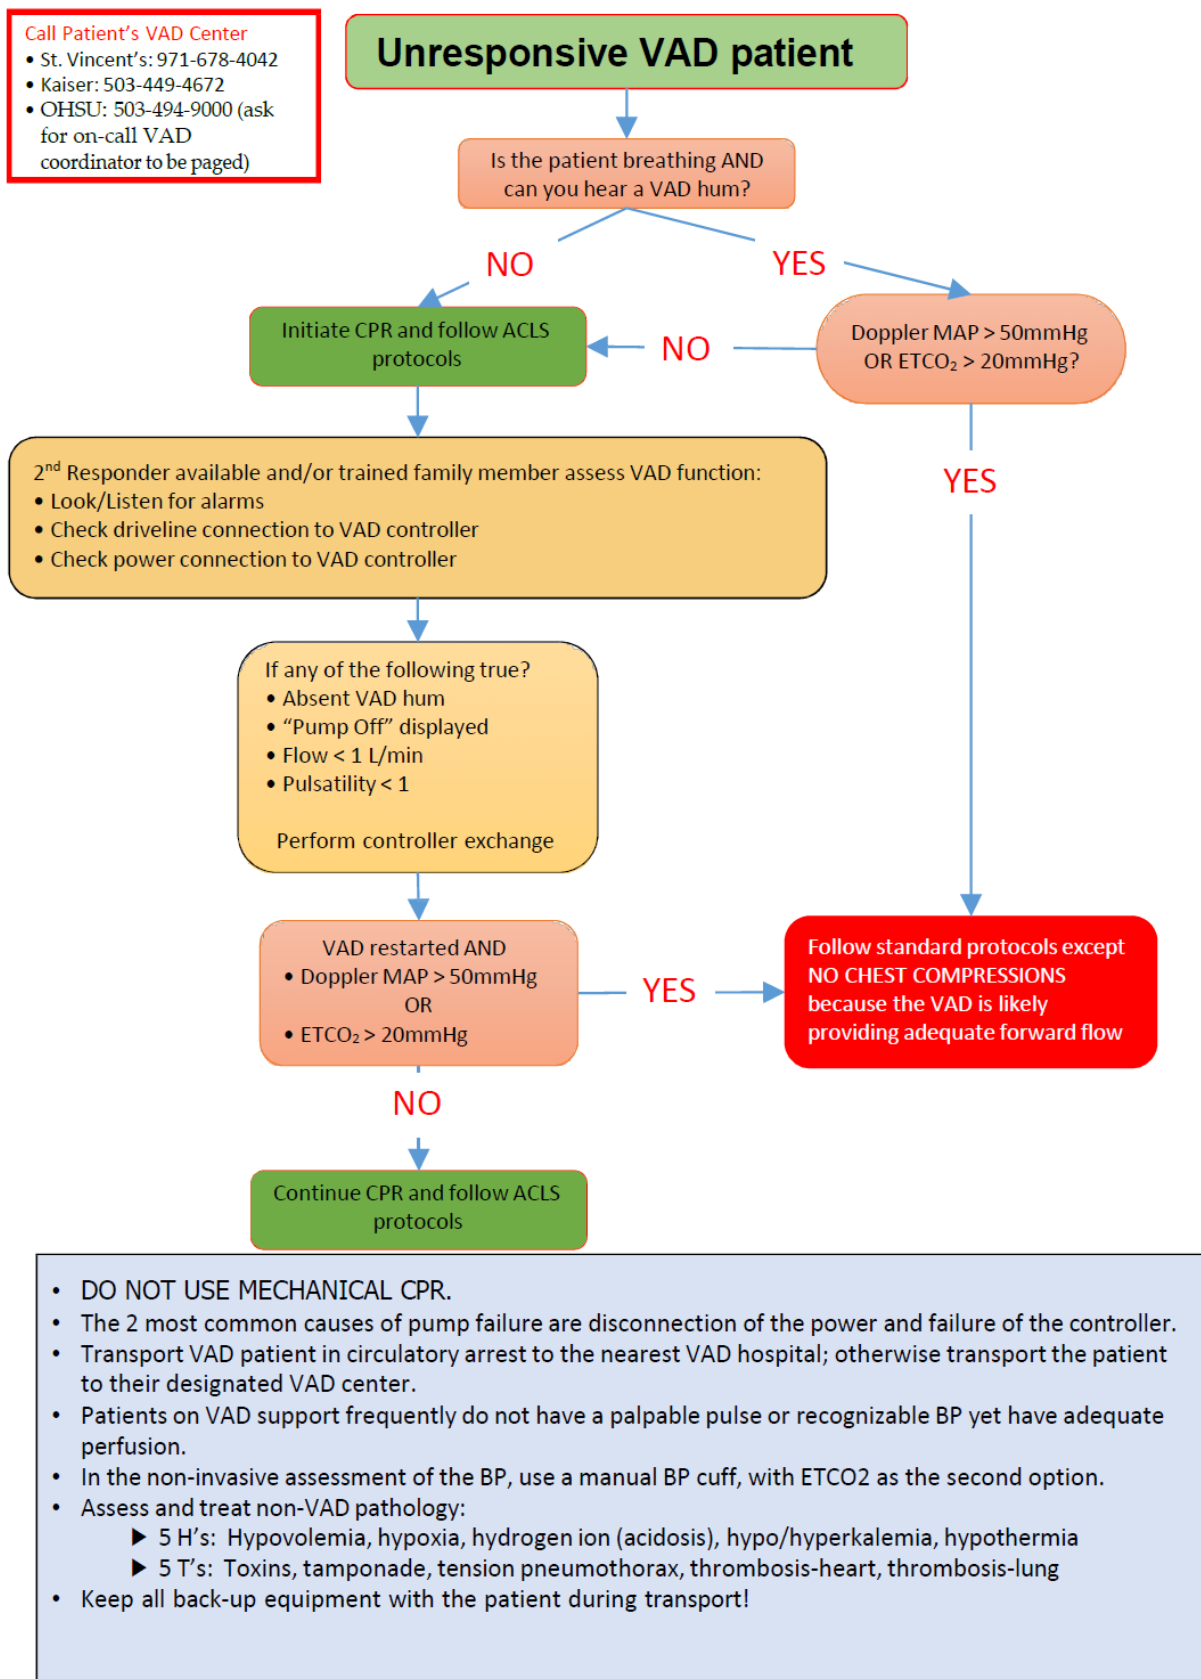 Call Patient's VAD Center
• St. Vincent's: 971-678-4042
• Kaiser: 503-449-4672
• OHSU: 503-494-9000 (ask
for on-call VAD
coordinator to be paged)
Unresponsive VAD patient
Is the patient breathing AND
can you hear a VAD hum?
NO
YES
Initiate CPR and follow ACLS
protocols
NO
Doppler MAP > 50mmHg
OR ETCO₂ > 20mmHg?
2nd Responder available and/or trained family member assess VAD function:
• Look/Listen for alarms
• Check driveline connection to VAD controller
• Check power connection to VAD controller
YES
If any of the following true?
• Absent VAD hum
• “Pump Off” displayed
• Flow < 1 L/min
• Pulsatility < 1
Perform controller exchange
VAD restarted AND
• Doppler MAP > 50mmHg
OR
• ETCO₂ > 20mmHg
YES
Follow standard protocols except
NO CHEST COMPRESSIONS
because the VAD is likely
providing adequate forward flow
NO
Continue CPR and follow ACLS
protocols
• DO NOT USE MECHANICAL CPR.
• The 2 most common causes of pump failure are disconnection of the power and failure of the controller.
• Transport VAD patient in circulatory arrest to the nearest VAD hospital; otherwise transport the patient
to their designated VAD center.
• Patients on VAD support frequently do not have a palpable pulse or recognizable BP yet have adequate
perfusion.
• In the non-invasive assessment of the BP, use a manual BP cuff, with ETCO2 as the second option.
• Assess and treat non-VAD pathology:
▶ 5 H's: Hypovolemia, hypoxia, hydrogen ion (acidosis), hypo/hyperkalemia, hypothermia
▶ 5 T's: Toxins, tamponade, tension pneumothorax, thrombosis-heart, thrombosis-lung
• Keep all back-up equipment with the patient during transport!